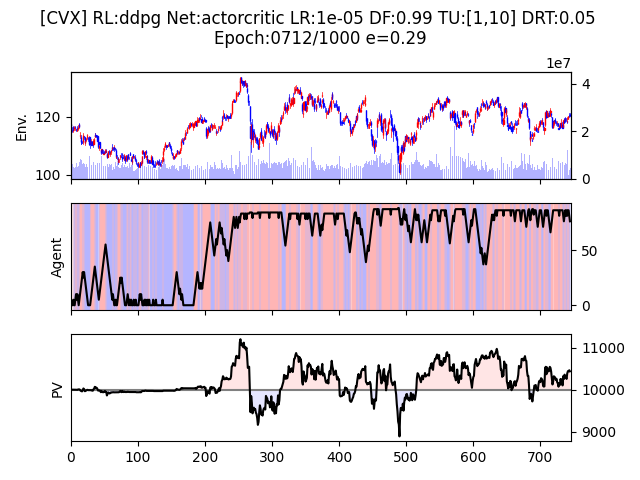 [CVX] RL:ddpg Net:actorcritic LR:1e-05 DF:0.99 TU:[1,10] DRT:0.05
Epoch:0712/1000 e=0.29
1e7
Env.
120
100
4
2
0
Agent
50
0
PV
11000
10000
9000
0 100 200 300 400 500 600 700